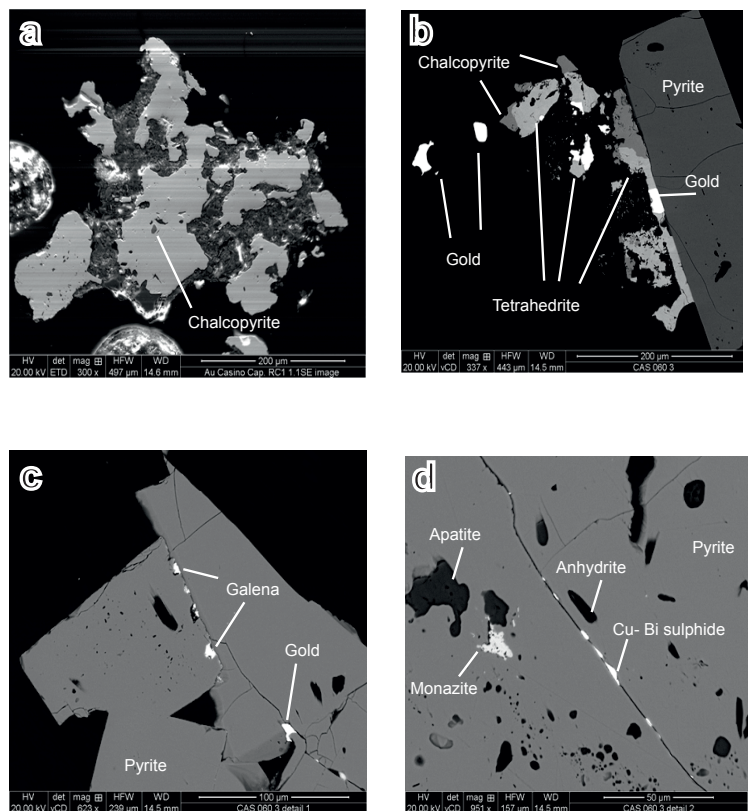 a
Chalcopyrite
HV det mag ⊞ HFW WD 200 µm
20.00 kV ETD 300 x 497 µm 14.6 mm Au Casino Cap. RC1 1.1SE image
b
Chalcopyrite
Pyrite
Gold
Gold
Tetrahedrite
HV det mag ⊞ HFW WD 200 µm
20.00 kV vCD 337 x 443 µm 14.5 mm CAS 060 3
c
Galena
Gold
Pyrite
HV det mag ⊞ HFW WD 100 µm
20.00 kV vCD 623 x 239 µm 14.5 mm CAS 060 3 detail 1
d
Apatite
Pyrite
Anhydrite
Cu- Bi sulphide
Monazite
HV det mag ⊞ HFW WD 50 µm
20.00 kV vCD 951 x 157 µm 14.5 mm CAS 060 3 detail 2